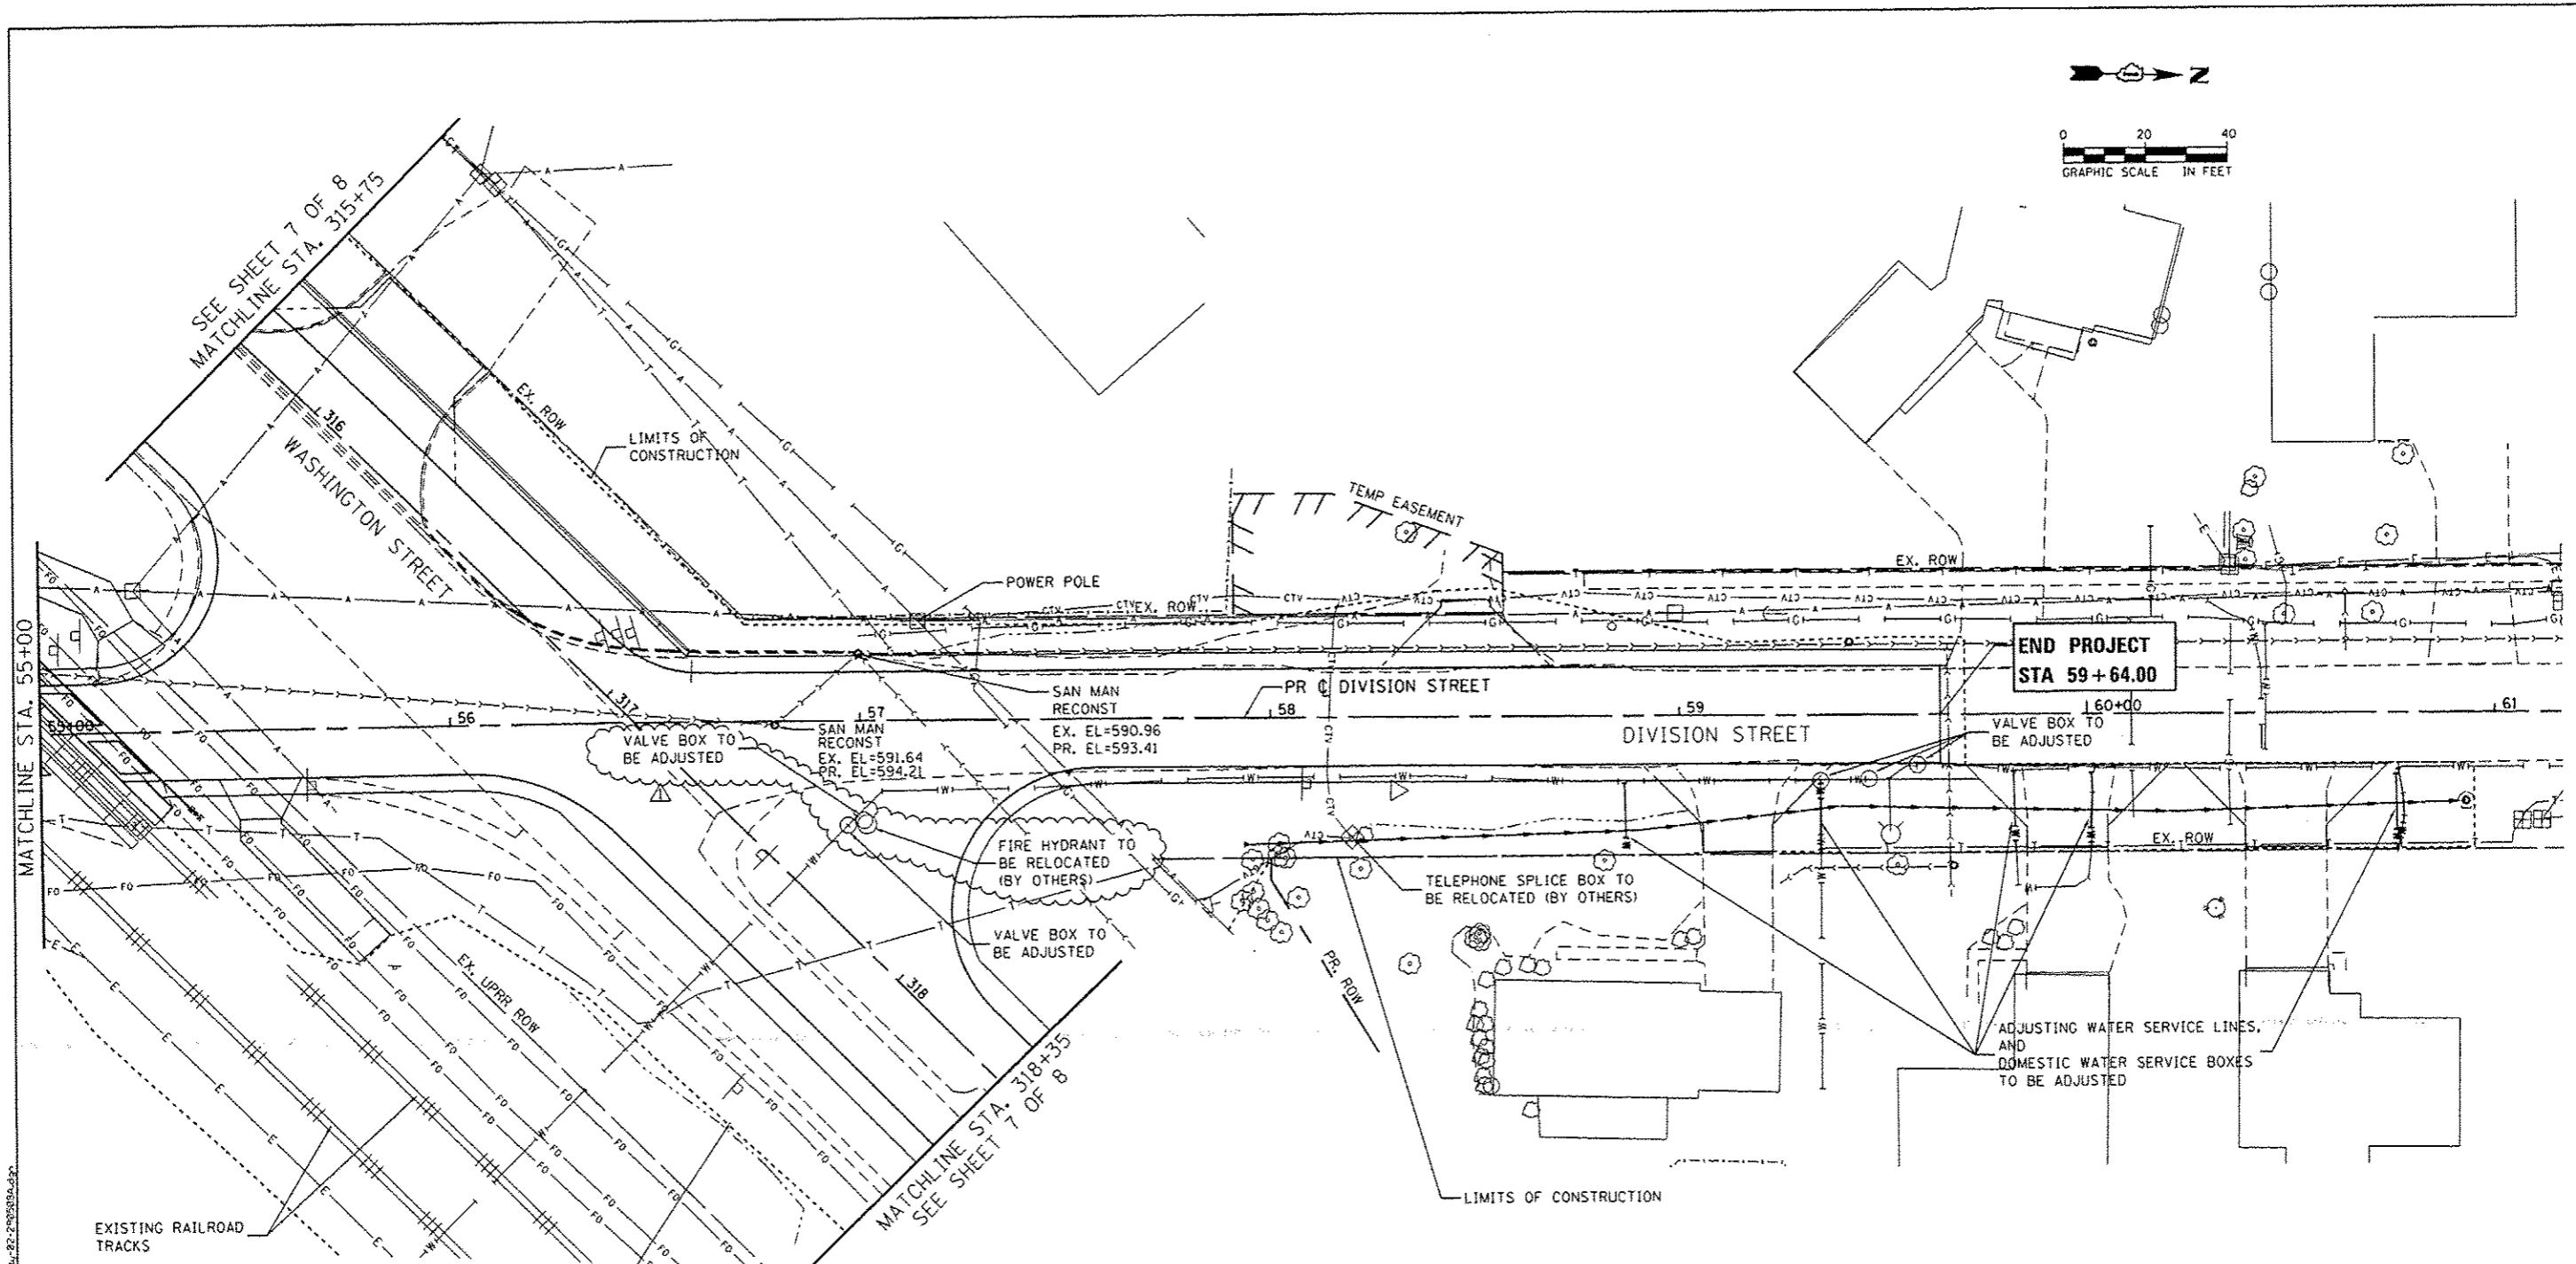 N
0 20 40
GRAPHIC SCALE IN FEET
SEE SHEET 7 OF 8
MATCHLINE STA. 315+75
316
EX. ROW
LIMITS OF
CONSTRUCTION
WASHINGTON STREET
TEMP EASEMENT
POWER POLE
EX. ROW
EX. ROW
MATCHLINE STA. 55+00
55+00
56
317
57
58
59
60+00
61
SAN MAN
RECONST
EX. EL=590.96
PR. EL=593.41
PR ℄ DIVISION STREET
END PROJECT
STA 59+64.00
VALVE BOX TO
BE ADJUSTED
SAN MAN
RECONST
EX. EL=591.64
PR. EL=594.21
DIVISION STREET
VALVE BOX TO
BE ADJUSTED
1
FIRE HYDRANT TO
BE RELOCATED
(BY OTHERS)
EX. ROW
TELEPHONE SPLICE BOX TO
BE RELOCATED (BY OTHERS)
VALVE BOX TO
BE ADJUSTED
318
EX. UPRR ROW
PR. ROW
ADJUSTING WATER SERVICE LINES,
AND
DOMESTIC WATER SERVICE BOXES
TO BE ADJUSTED
MATCHLINE STA. 318+35
SEE SHEET 7 OF 8
LIMITS OF CONSTRUCTION
EXISTING RAILROAD
TRACKS